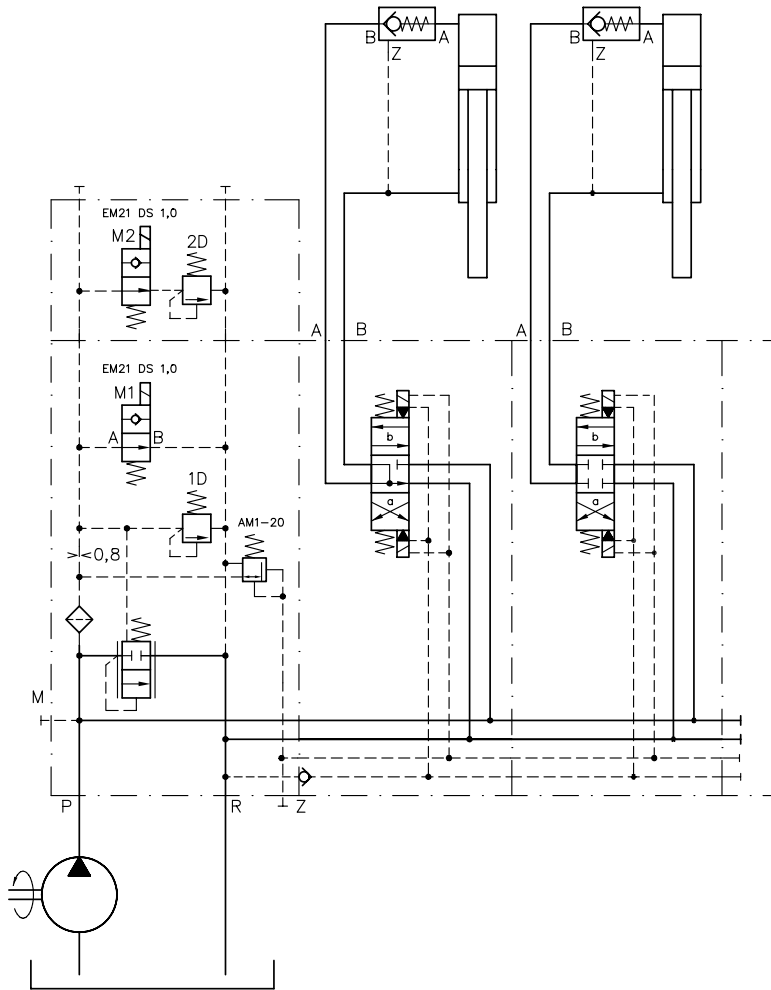 B A B A
Z Z
EM21 DS 1,0
M2 2D
A B A B
EM21 DS 1,0
M1
A B
b b
1D a a
AM1-20
0,8
M
P R Z